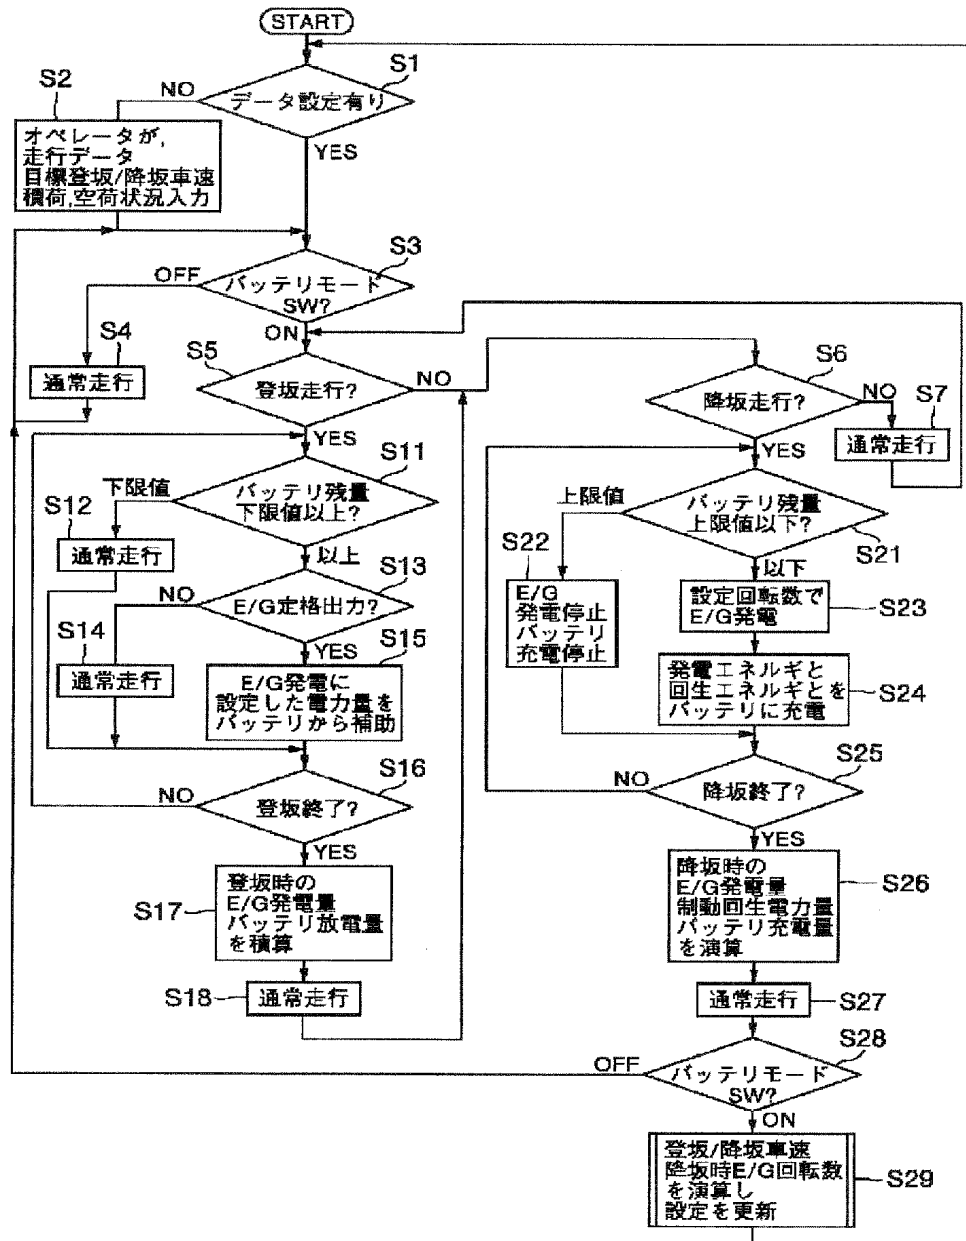 START
S1
データ設定有り
NO
YES
S2
オペレータが,
走行データ
目標登坂/降坂車速
積荷,空荷状況入力
S3
バッテリモード
SW?
OFF
ON
S4
通常走行
S5
登坂走行?
NO
YES
S6
降坂走行?
NO
YES
S7
通常走行
S11
バッテリ残量
下限値以上?
下限値
以上
S12
通常走行
S13
E/G定格出力?
NO
YES
S14
通常走行
S15
E/G発電に
設定した電力量を
バッテリから補助
S16
登坂終了?
NO
YES
S17
登坂時の
E/G発電量
バッテリ放電量
を積算
S18
通常走行
S21
バッテリ残量
上限値以下?
上限値
以下
S22
E/G
発電停止
バッテリ
充電停止
S23
設定回転数で
E/G発電
S24
発電エネルギと
回生エネルギとを
バッテリに充電
S25
降坂終了?
NO
YES
S26
降坂時の
E/G発電量
制動回生電力量
バッテリ充電量
を演算
S27
通常走行
S28
バッテリモード
SW?
OFF
ON
S29
登坂/降坂車速
降坂時E/G回転数
を演算し
設定を更新